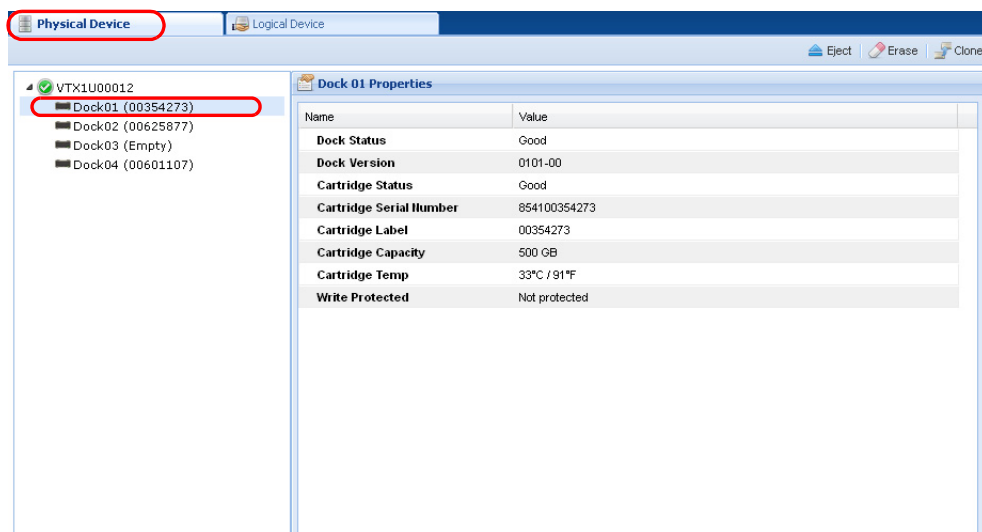 Physical Device
Logical Device
Eject
Erase
Clone
VTX1U00012
Dock01 (00354273)
Dock02 (00625877)
Dock03 (Empty)
Dock04 (00601107)
Dock 01 Properties
Name Value
Dock Status Good
Dock Version 0101-00
Cartridge Status Good
Cartridge Serial Number 854100354273
Cartridge Label 00354273
Cartridge Capacity 500 GB
Cartridge Temp 33°C / 91°F
Write Protected Not protected